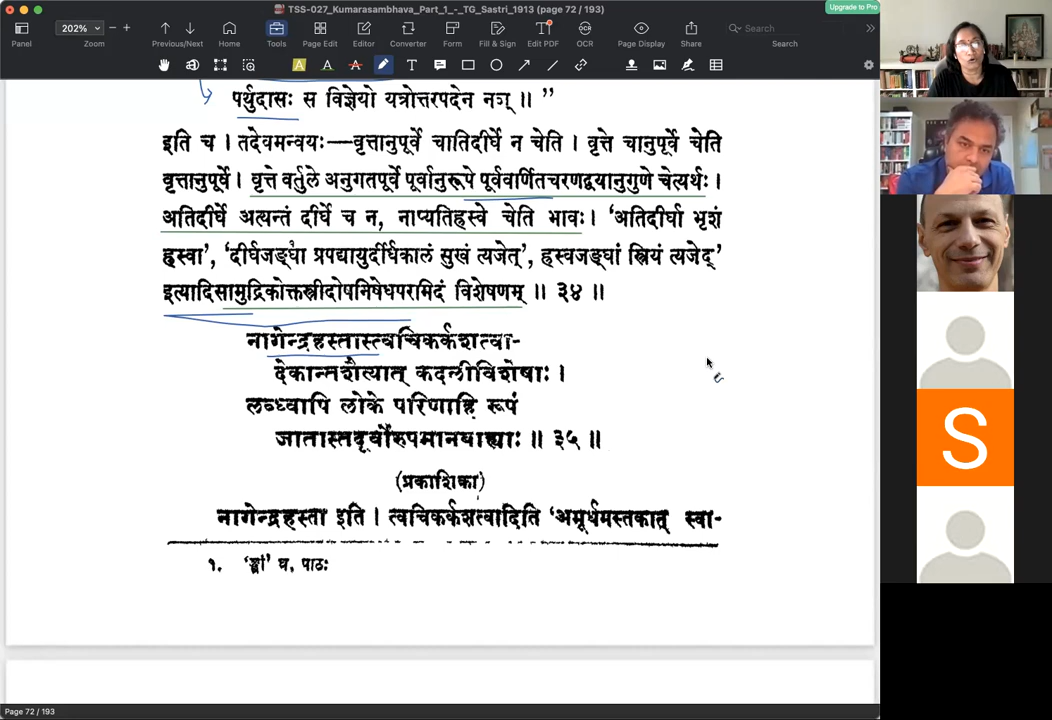 TSS-027_Kumarasambhava_Part_1_-_TG_Sastri_1913 (page 72 / 193)
Upgrade to Pro
202%
Panel
Zoom
Previous/Next
Home
Tools
Page Edit
Editor
Converter
Form
Fill & Sign
Edit PDF
OCR
OCR
Page Display
Share
Search
Search
पर्युदासः स विज्ञेयो यत्रोत्तरपदेन नञ् ॥ ”
इति च । तदेवमन्वयः—वृत्तानुपूर्वे चातिदीर्घे न चेति । वृत्ते चानुपूर्वे चेति
वृत्तानुपूर्वे । वृत्ते वर्तुले अनुगतपूर्वे पूर्वानुरूपे पूर्ववर्णितचरणद्वयानुगुणे चेत्यर्थः ।
अतिदीर्घे अत्यन्तं दीर्घे च न, नाप्यतिह्रस्वे चेति भावः । ‘अतिदीर्घा भृशं
ह्रस्वा’, ‘दीर्घजङ्घां प्रपद्यायुर्दीर्घकालं सुखं त्यजेत्’, ह्रस्वजङ्घां स्त्रियं त्यजेद्’
इत्यादिसामुद्रिकोक्तस्त्रीदोषनिषेधपरमिदं विशेषणम् ॥ ३४ ॥
नागेन्द्रहस्तास्त्वचिकर्कशत्वा-
देकान्तशैत्यात् कदलीविशेषाः ।
लब्ध्वापि लोके परिणाहि रूपं
जातास्तदूर्वोरुपमानबाह्याः ॥ ३५ ॥
(प्रकाशिका)
नागेन्द्रहस्ता इति । त्वचिकर्कशत्वादिति ‘अमूर्धमस्तकात् स्वा-
१. ‘ङ्घां’ घ, पाठः
S
Page 72 / 193